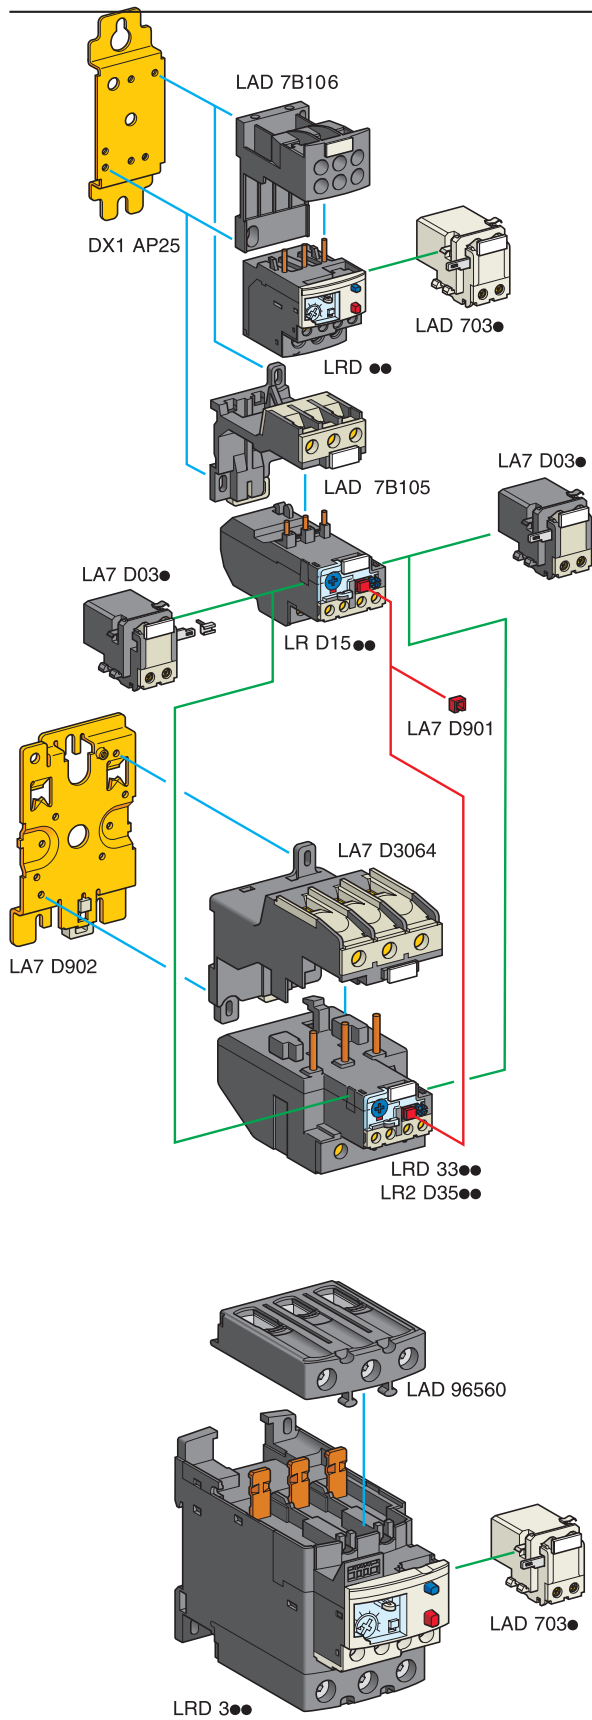 LAD 7B106
DX1 AP25
LAD 703●
LRD ●●
LAD 7B105
LA7 D03●
LA7 D03●
LR D15●●
LA7 D901
LA7 D3064
LA7 D902
LRD 33●●
LR2 D35●●
LAD 96560
LAD 703●
LRD 3●●